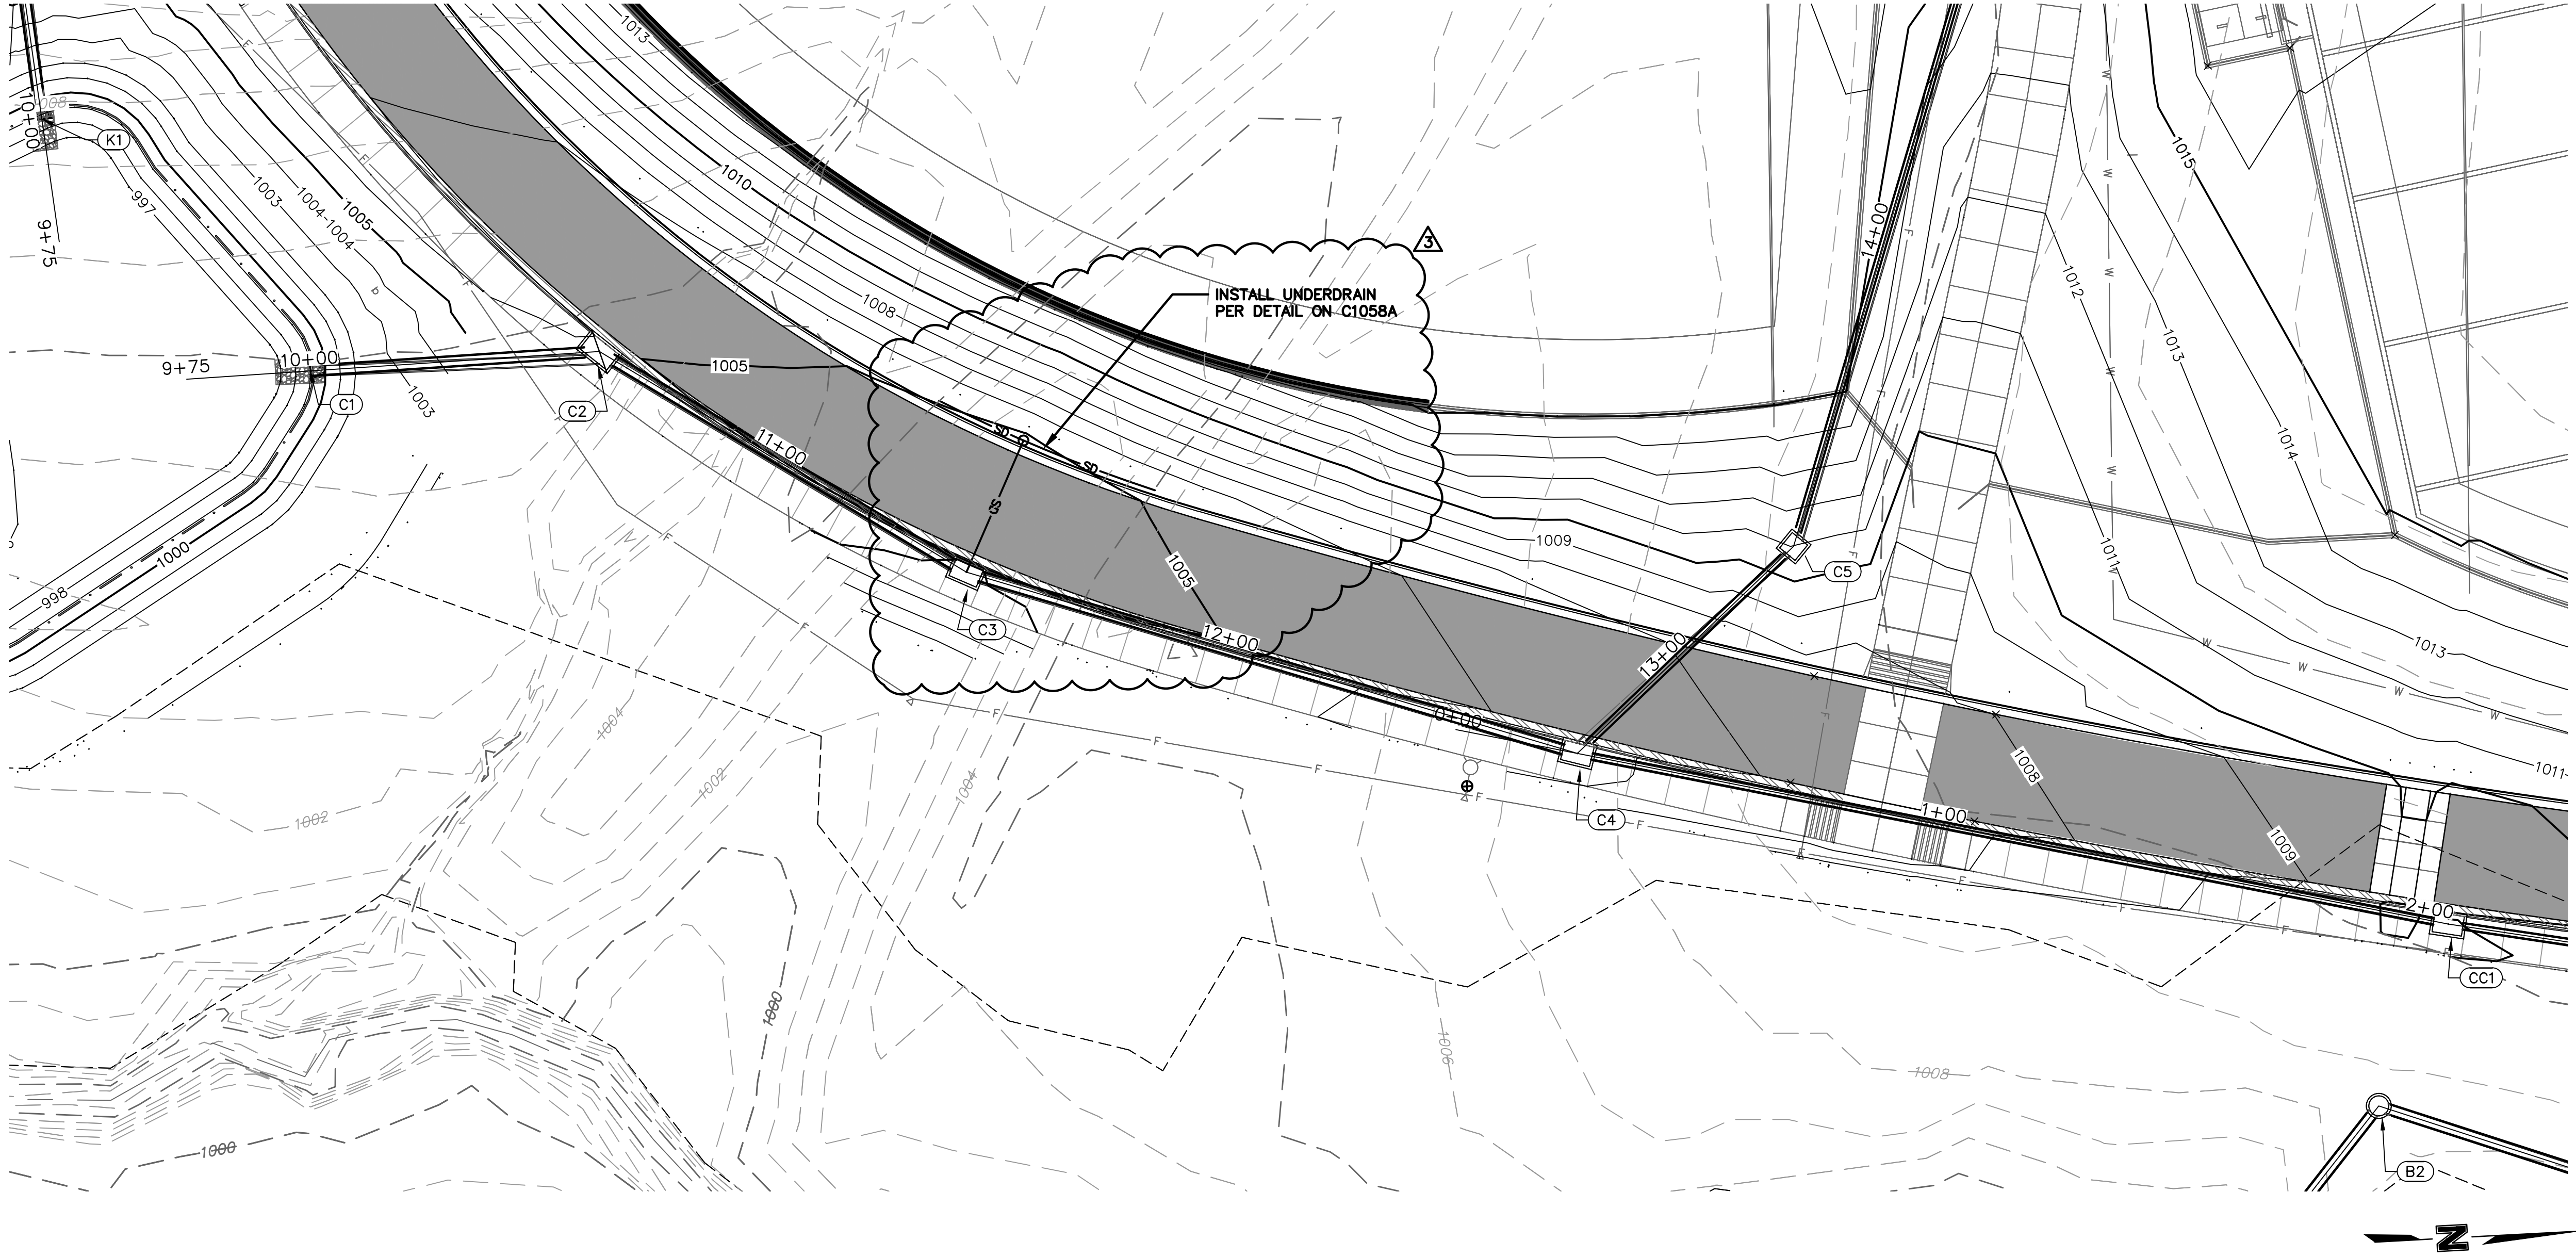 1013
1008
10+00
K1
9+75
997
1003
1004
1004
1005
1010
1015
14+00
3
INSTALL UNDERDRAIN
PER DETAIL ON C1058A
1008
1012
1013
1014
9+75
10+00
C1
C2
1003
1005
11+00
SD
SD
SD
1009
C5
1011
1005
1000
998
C3
12+00
13+00
1013
0+00
1004
1002
1004
1002
C4
1008
1+00
1009
1011
2+00
CC1
1000
1006
1008
1000
B2
N
F
F
F
F
F
F
F
F
F
F
F
W
W
W
W
W
W
W
W
W